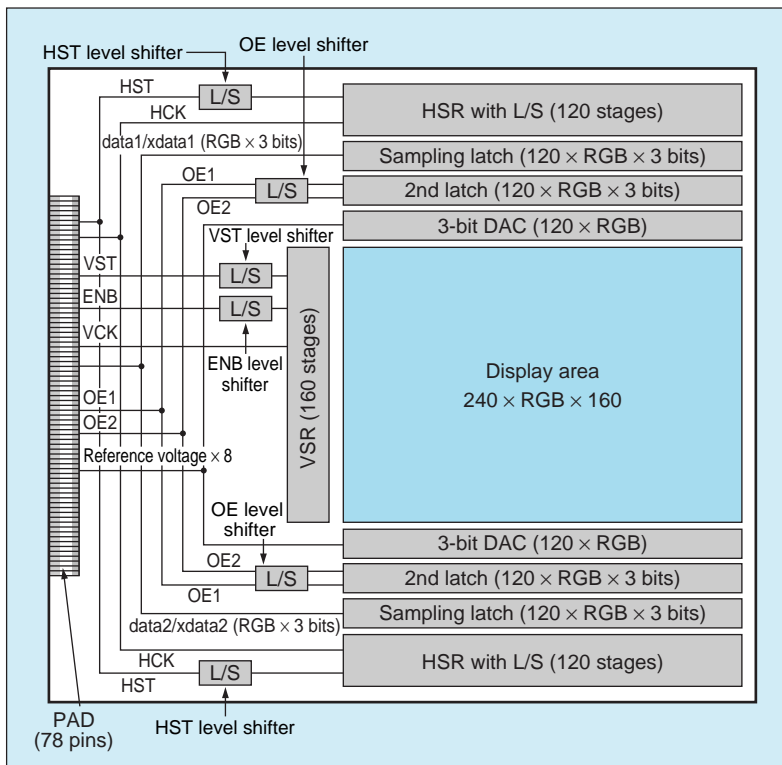 HST level shifter
OE level shifter
HST
L/S
HCK
HSR with L/S (120 stages)
data1/xdata1 (RGB × 3 bits)
Sampling latch (120 × RGB × 3 bits)
OE1
L/S
2nd latch (120 × RGB × 3 bits)
OE2
3-bit DAC (120 × RGB)
VST level shifter
VST
L/S
ENB
L/S
VCK
ENB level
shifter
VSR (160 stages)
Display area
240 × RGB × 160
OE1
OE2
Reference voltage × 8
OE level
shifter
3-bit DAC (120 × RGB)
OE2
L/S
2nd latch (120 × RGB × 3 bits)
OE1
Sampling latch (120 × RGB × 3 bits)
data2/xdata2 (RGB × 3 bits)
HCK
L/S
HSR with L/S (120 stages)
HST
PAD
(78 pins)
HST level shifter